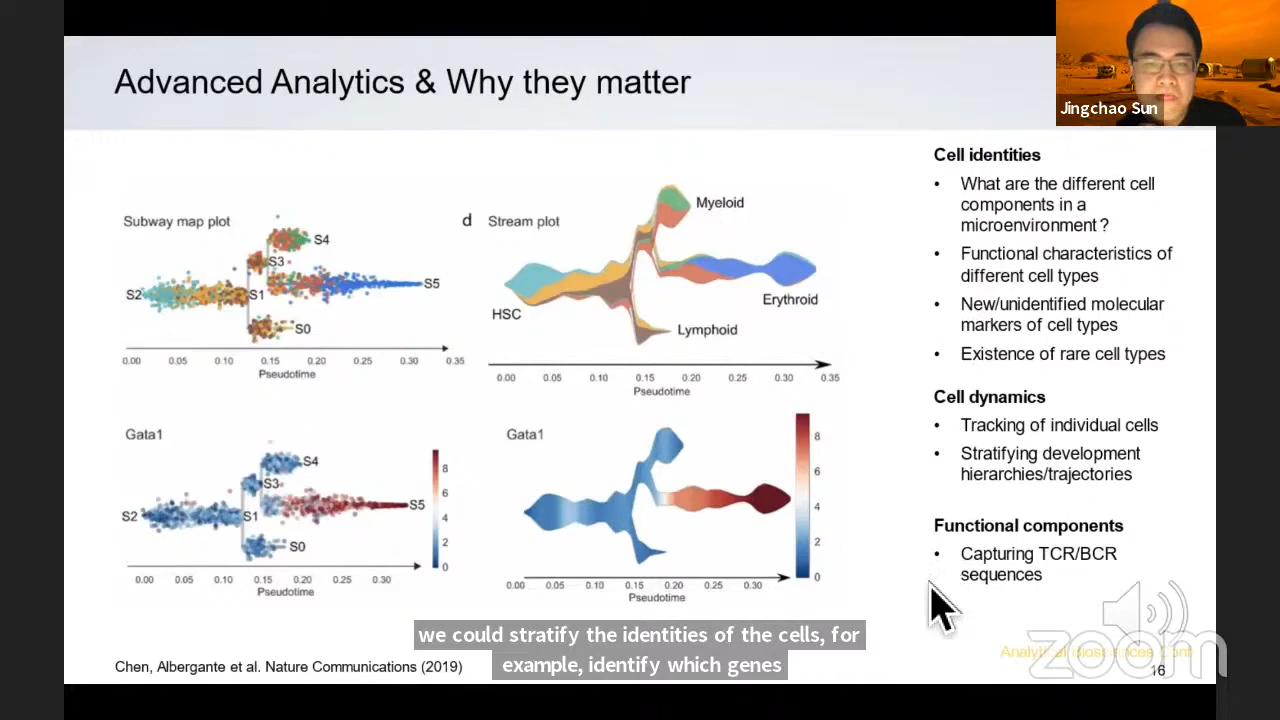 Advanced Analytics & Why they matter
Jingchao Sun
Subway map plot
S4
S3
S2
S1
S5
S0
0.00 0.05 0.10 0.15 0.20 0.25 0.30 0.35
Pseudotime
d
Stream plot
Myeloid
HSC
Erythroid
Lymphoid
0.00 0.05 0.10 0.15 0.20 0.25 0.30 0.35
Pseudotime
Gata1
S4
S3
S2
S1
S5
S0
8
6
4
2
0
0.00 0.05 0.10 0.15 0.20 0.25 0.30
Pseudotime
Gata1
8
6
4
2
0
0.00 0.05 0.10 0.15 0.20 0.25 0.30
Pseudotime
Cell identities
• What are the different cell
components in a
microenvironment?
• Functional characteristics of
different cell types
• New/unidentified molecular
markers of cell types
• Existence of rare cell types
Cell dynamics
• Tracking of individual cells
• Stratifying development
hierarchies/trajectories
Functional components
• Capturing TCR/BCR
sequences
we could stratify the identities of the cells, for
example, identify which genes
Chen, Albergante et al. Nature Communications (2019)
zoom
16